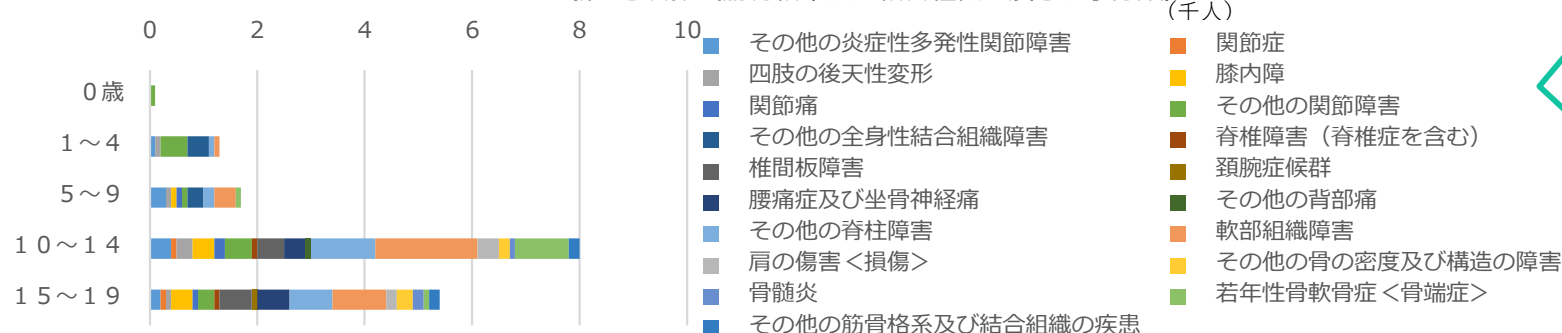 (千人)
0 2 4 6 8 10
0歳
1～4
5～9
10～14
15～19
その他の炎症性多発性関節障害
関節症
四肢の後天性変形
膝内障
関節痛
その他の関節障害
その他の全身性結合組織障害
脊椎障害（脊椎症を含む）
椎間板障害
頚腕症候群
腰痛症及び坐骨神経痛
その他の背部痛
その他の脊柱障害
軟部組織障害
肩の傷害＜損傷＞
その他の骨の密度及び構造の障害
骨髄炎
若年性骨軟骨症＜骨端症＞
その他の筋骨格系及び結合組織の疾患